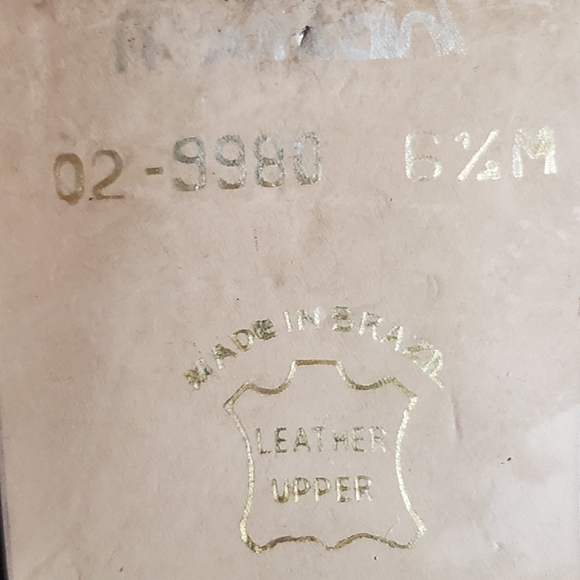 02-9980 6½M
MADE IN BRAZIL
LEATHER
UPPER